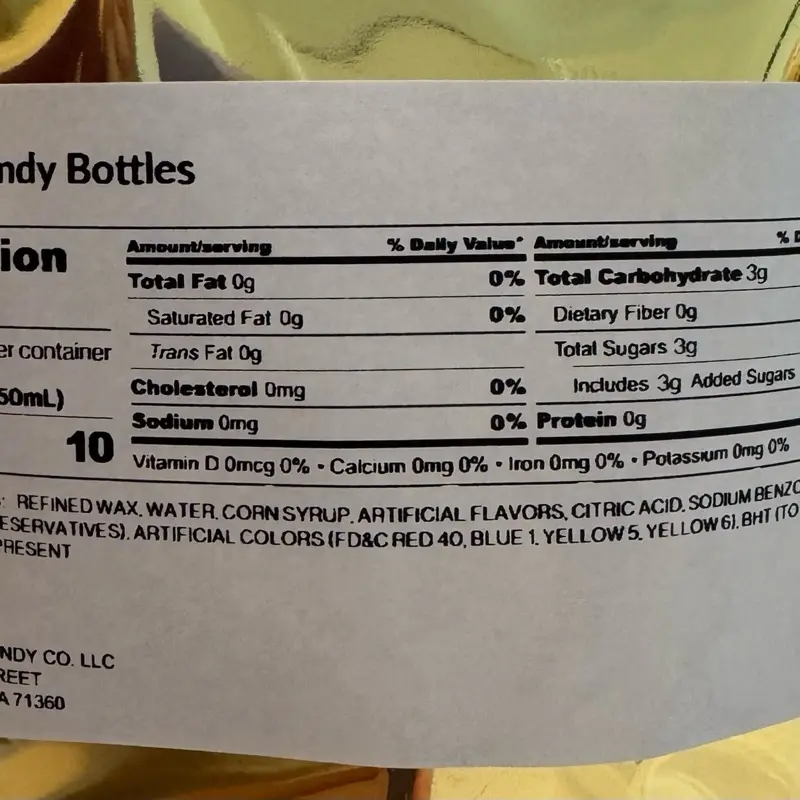 ndy Bottles
ion
er container
50mL)
10
Amount/serving % Daily Value*
Total Fat 0g 0%
Saturated Fat 0g 0%
Trans Fat 0g
Cholesterol 0mg 0%
Sodium 0mg 0%
Amount/serving % D
Total Carbohydrate 3g
Dietary Fiber 0g
Total Sugars 3g
Includes 3g Added Sugars
Protein 0g
Vitamin D 0mcg 0% • Calcium 0mg 0% • Iron 0mg 0% • Potassium 0mg 0%
: REFINED WAX, WATER, CORN SYRUP, ARTIFICIAL FLAVORS, CITRIC ACID, SODIUM BENZO
ESERVATIVES), ARTIFICIAL COLORS (FD&C RED 40, BLUE 1, YELLOW 5, YELLOW 6), BHT (TO
PRESENT
NDY CO. LLC
REET
A 71360